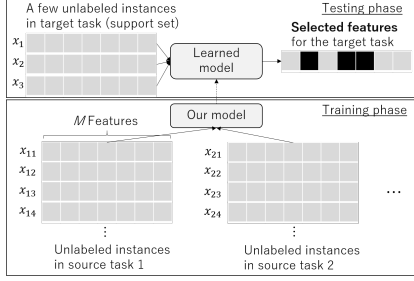 A few unlabeled instances
in target task (support set)
Testing phase
x₁
x₂
x₃
Learned
model
Selected features
for the target task
Training phase
Our model
M Features
x₁₁
x₁₂
x₁₃
x₁₄
⋮
x₂₁
x₂₂
x₂₃
x₂₄
⋮
…
Unlabeled instances
in source task 1
Unlabeled instances
in source task 2